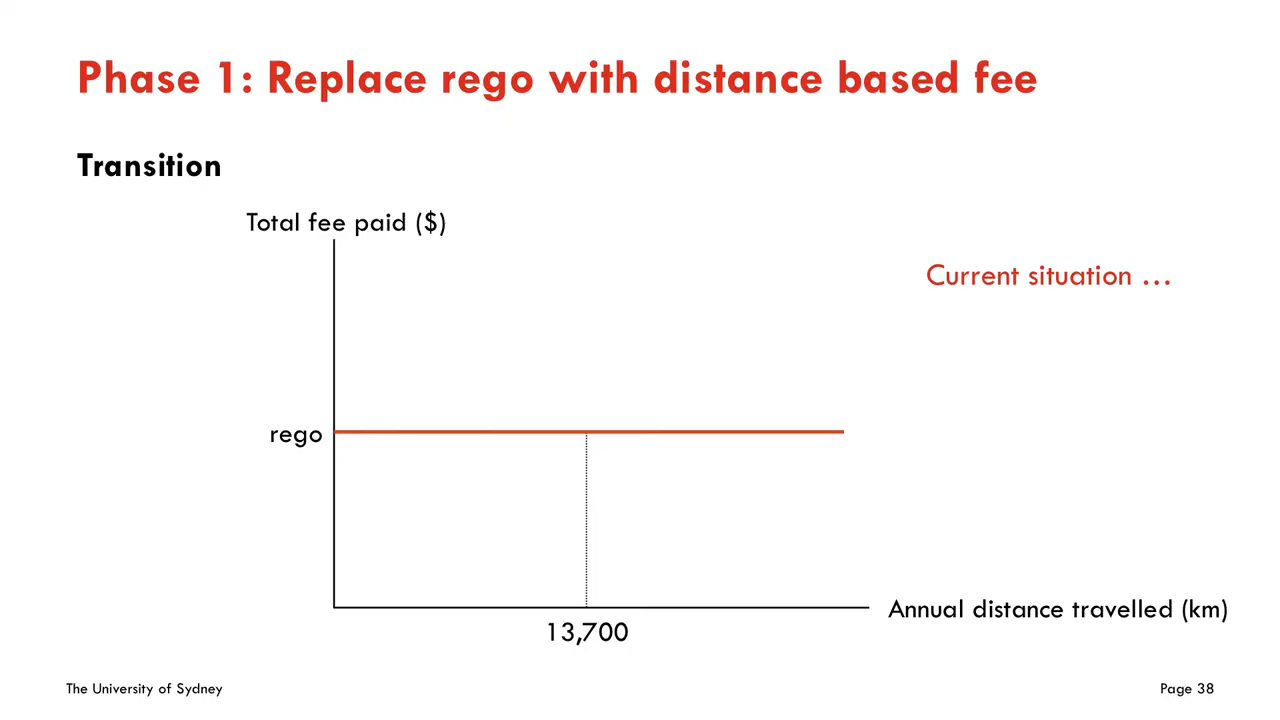 Phase 1: Replace rego with distance based fee
Transition
Total fee paid ($)
Current situation …
rego
Annual distance travelled (km)
13,700
The University of Sydney
Page 38